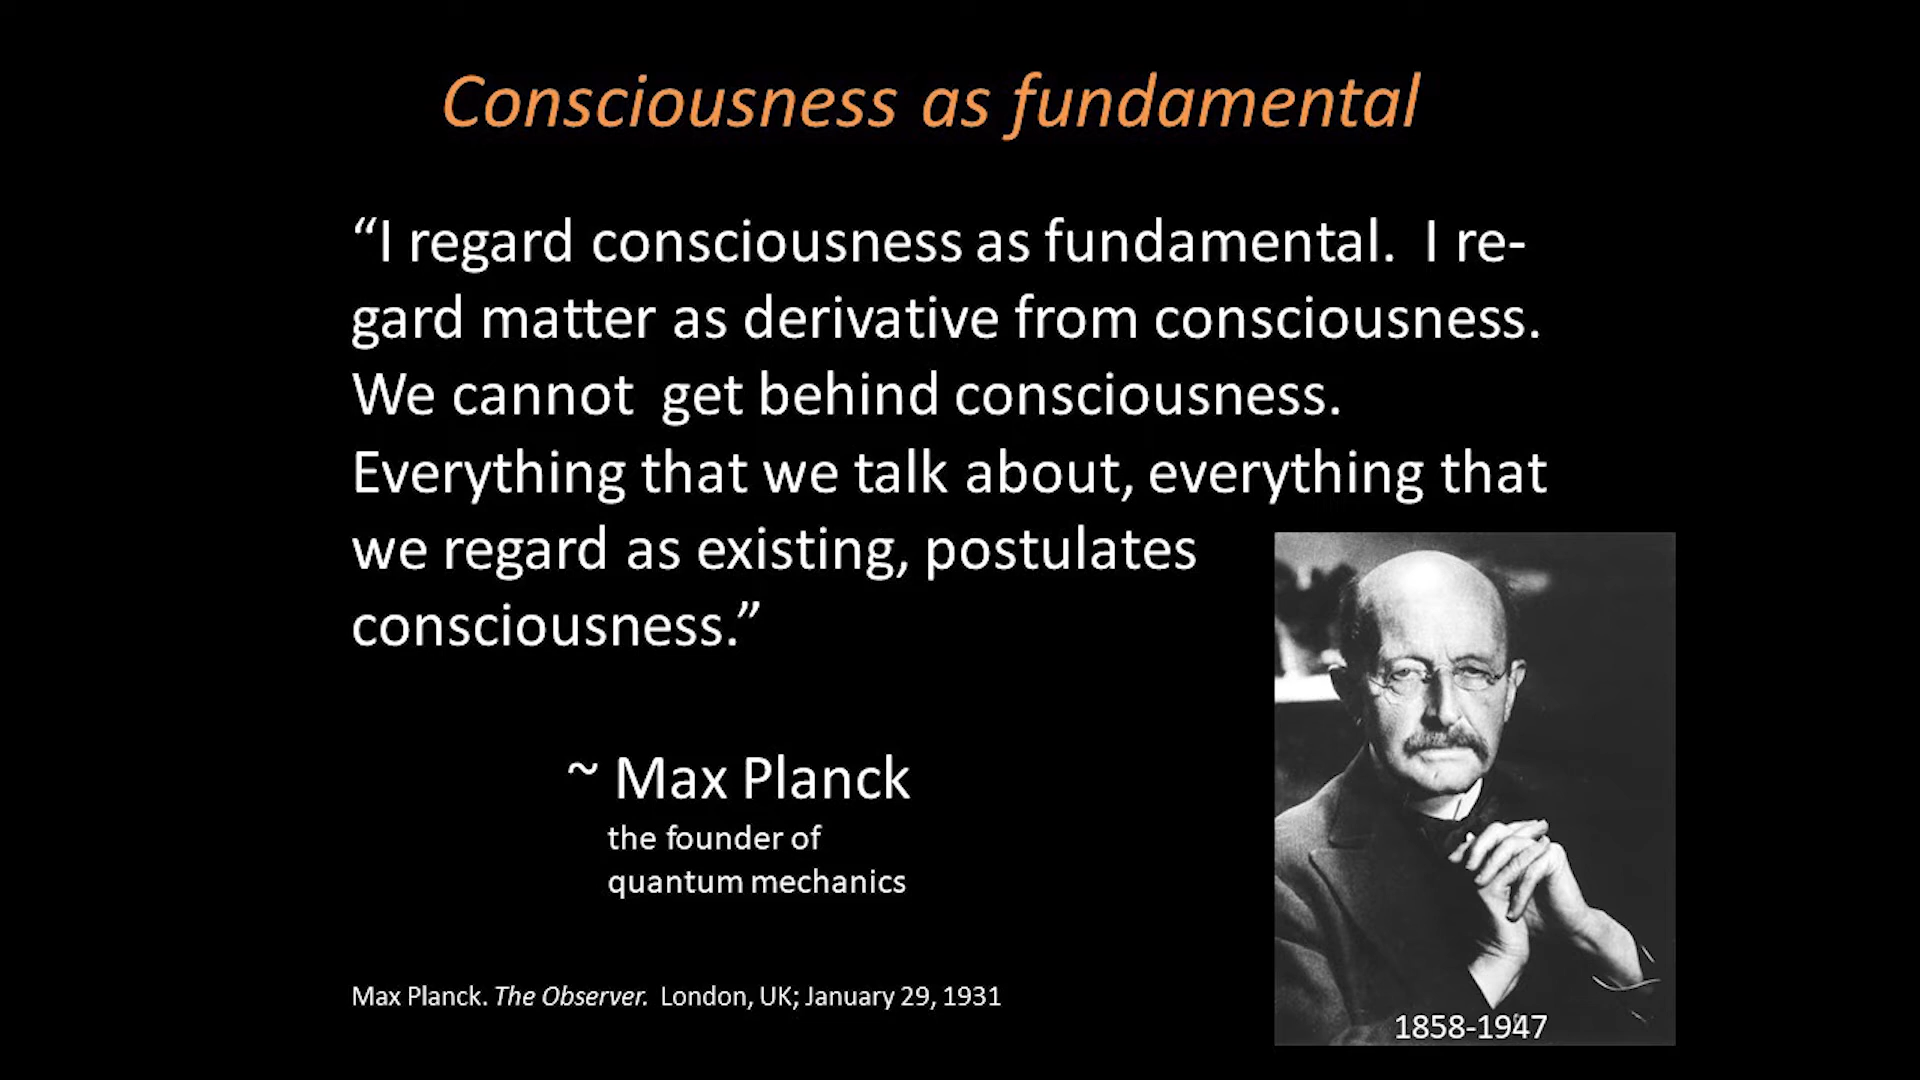 Consciousness as fundamental
“I regard consciousness as fundamental.  I re-
gard matter as derivative from consciousness.
We cannot  get behind consciousness.
Everything that we talk about, everything that
we regard as existing, postulates
consciousness.”
~ Max Planck
the founder of
quantum mechanics
Max Planck. The Observer.  London, UK; January 29, 1931
1858-1947